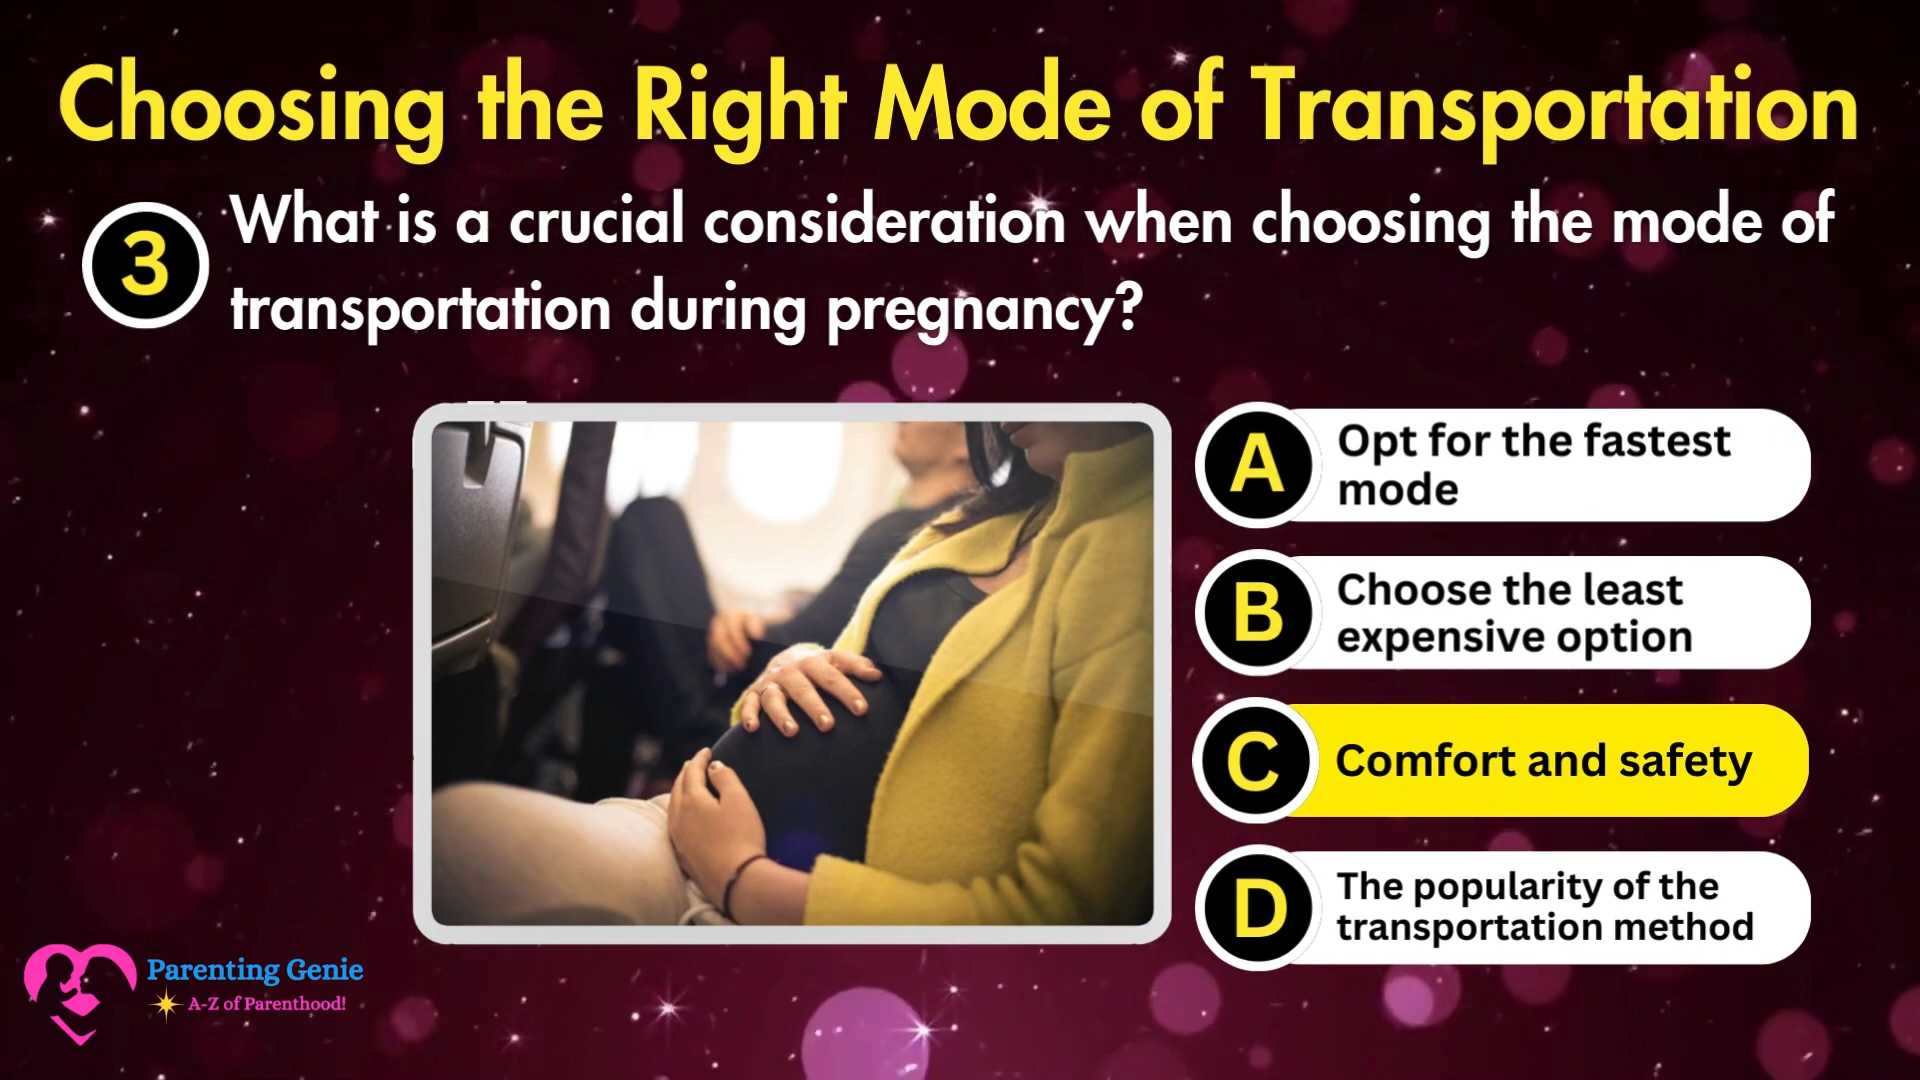 Choosing the Right Mode of Transportation
3
What is a crucial consideration when choosing the mode of
transportation during pregnancy?
A
Opt for the fastest
mode
B
Choose the least
expensive option
C
Comfort and safety
D
The popularity of the
transportation method
Parenting Genie
A-Z of Parenthood!